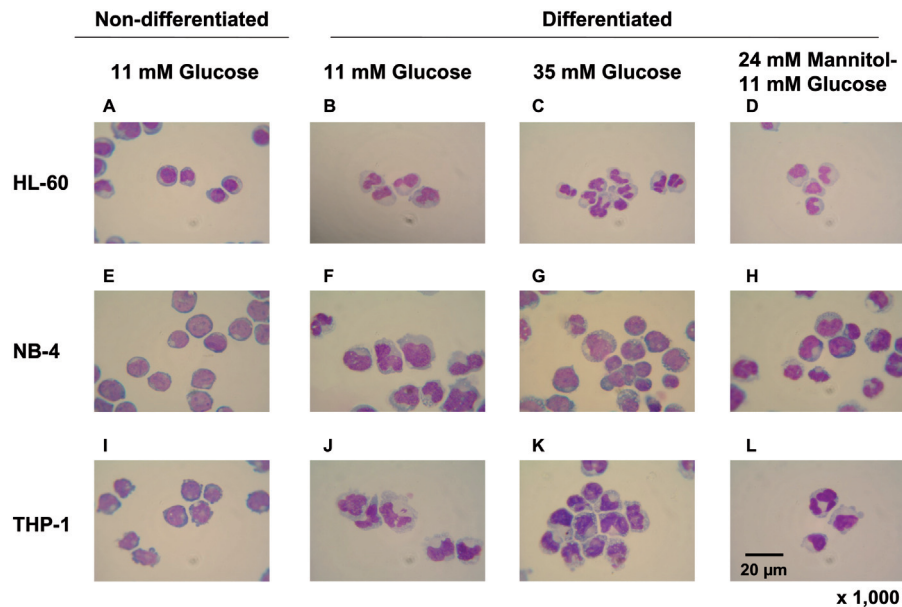 Non-differentiated
Differentiated
11 mM Glucose
11 mM Glucose
35 mM Glucose
24 mM Mannitol-
11 mM Glucose
A
B
C
D
HL-60
E
F
G
H
NB-4
I
J
K
L
THP-1
20 µm
x 1,000